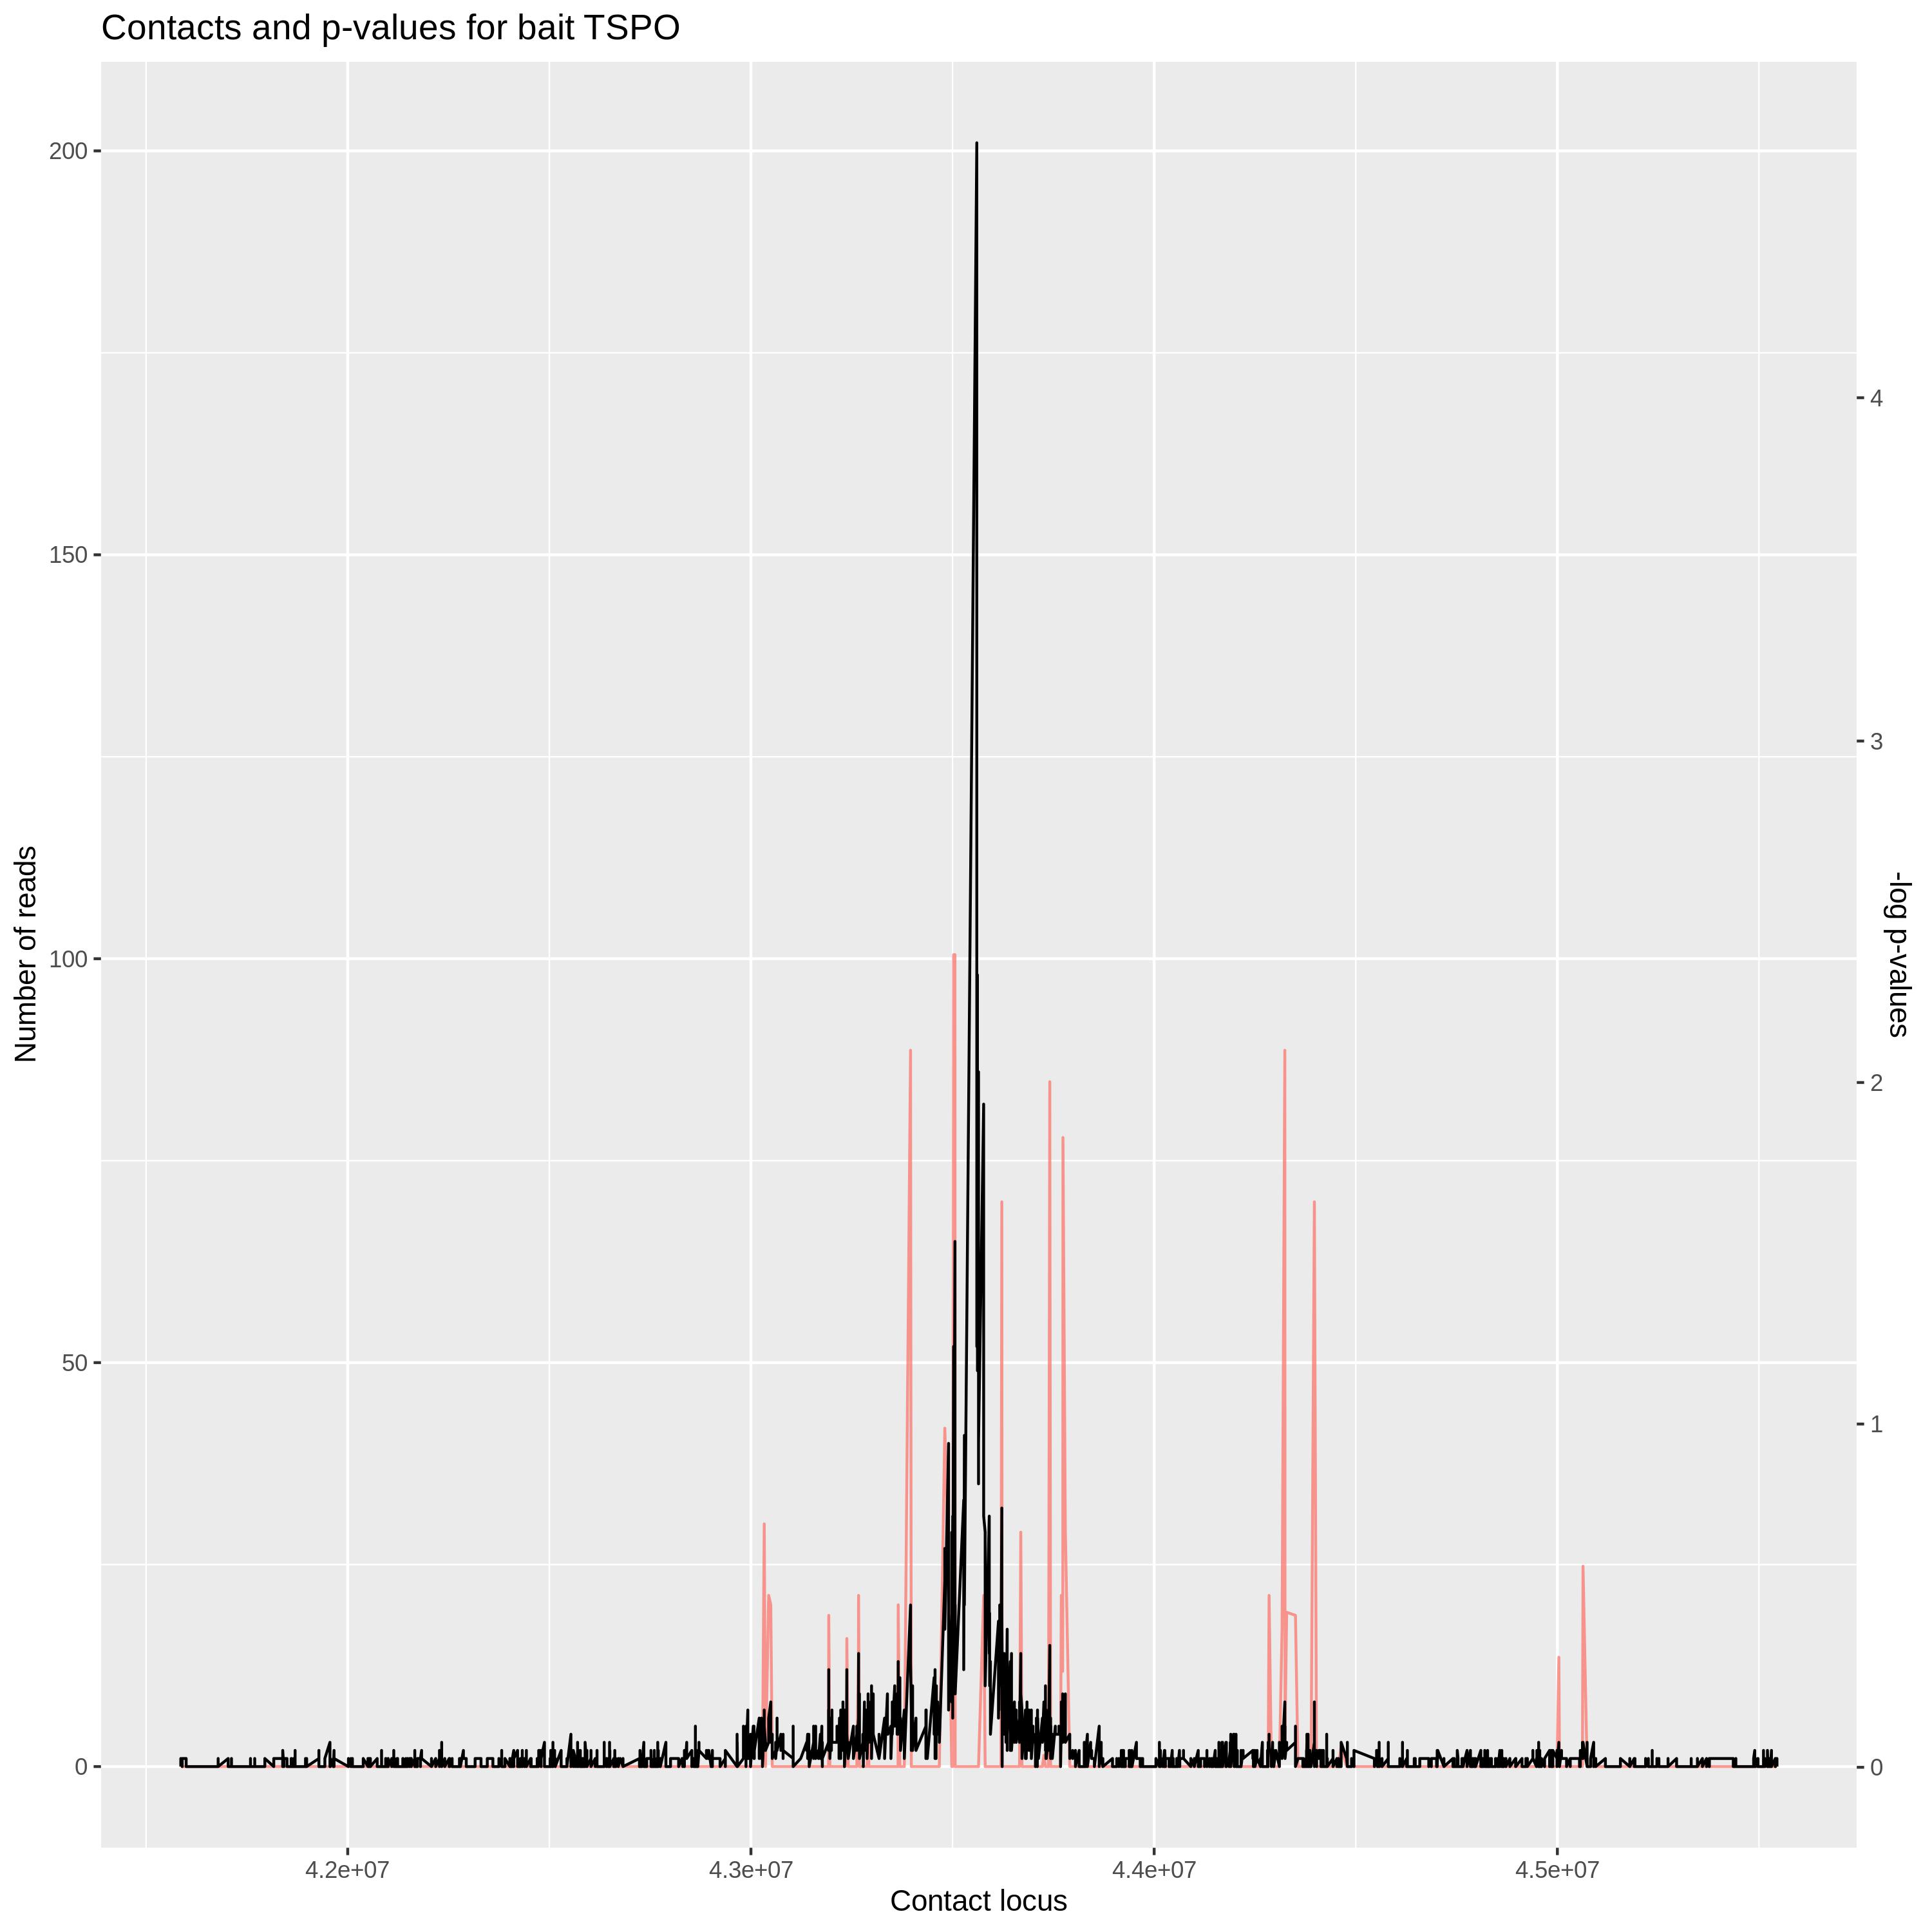 Contacts and p-values for bait TSPO
200
150
100
50
0
Number of reads
4
3
2
1
0
-log p-values
4.2e+07
4.3e+07
4.4e+07
4.5e+07
Contact locus